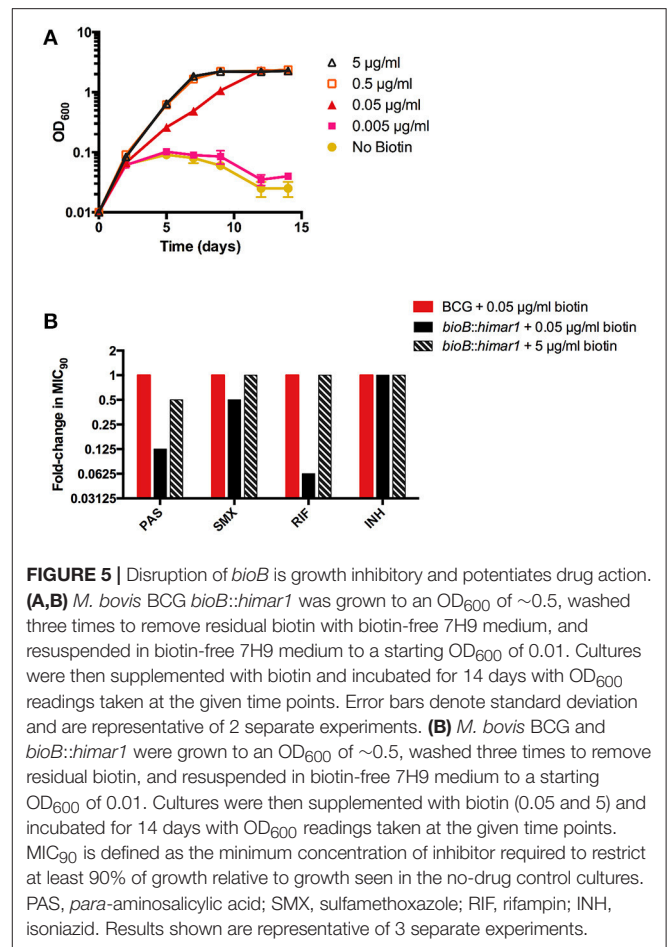 A
10
1
0.1
0.01
OD600
0
5
10
15
Time (days)
5 µg/ml
0.5 µg/ml
0.05 µg/ml
0.005 µg/ml
No Biotin
BCG + 0.05 µg/ml biotin
bioB::himar1 + 0.05 µg/ml biotin
bioB::himar1 + 5 µg/ml biotin
B
2
1
0.5
0.25
0.125
0.0625
0.03125
Fold-change in MIC90
PAS
SMX
RIF
INH
FIGURE 5 | Disruption of bioB is growth inhibitory and potentiates drug action.
(A,B) M. bovis BCG bioB::himar1 was grown to an OD600 of ~0.5, washed
three times to remove residual biotin with biotin-free 7H9 medium, and
resuspended in biotin-free 7H9 medium to a starting OD600 of 0.01. Cultures
were then supplemented with biotin and incubated for 14 days with OD600
readings taken at the given time points. Error bars denote standard deviation
and are representative of 2 separate experiments. (B) M. bovis BCG and
bioB::himar1 were grown to an OD600 of ~0.5, washed three times to remove
residual biotin, and resuspended in biotin-free 7H9 medium to a starting
OD600 of 0.01. Cultures were then supplemented with biotin (0.05 and 5) and
incubated for 14 days with OD600 readings taken at the given time points.
MIC90 is defined as the minimum concentration of inhibitor required to restrict
at least 90% of growth relative to growth seen in the no-drug control cultures.
PAS, para-aminosalicylic acid; SMX, sulfamethoxazole; RIF, rifampin; INH,
isoniazid. Results shown are representative of 3 separate experiments.